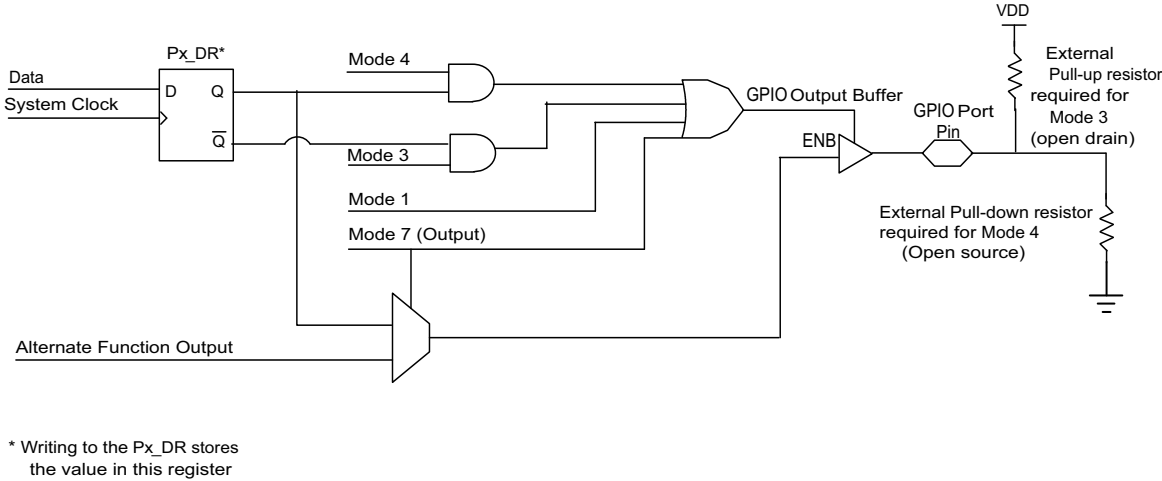 VDD
Px_DR*
Data
D
Q
System Clock
Q
Mode 4
Mode 3
Mode 1
Mode 7 (Output)
GPIO Output Buffer
ENB
GPIO Port
Pin
External
Pull-up resistor
required for
Mode 3
(open drain)
External Pull-down resistor
required for Mode 4
(Open source)
Alternate Function Output
* Writing to the Px_DR stores
the value in this register